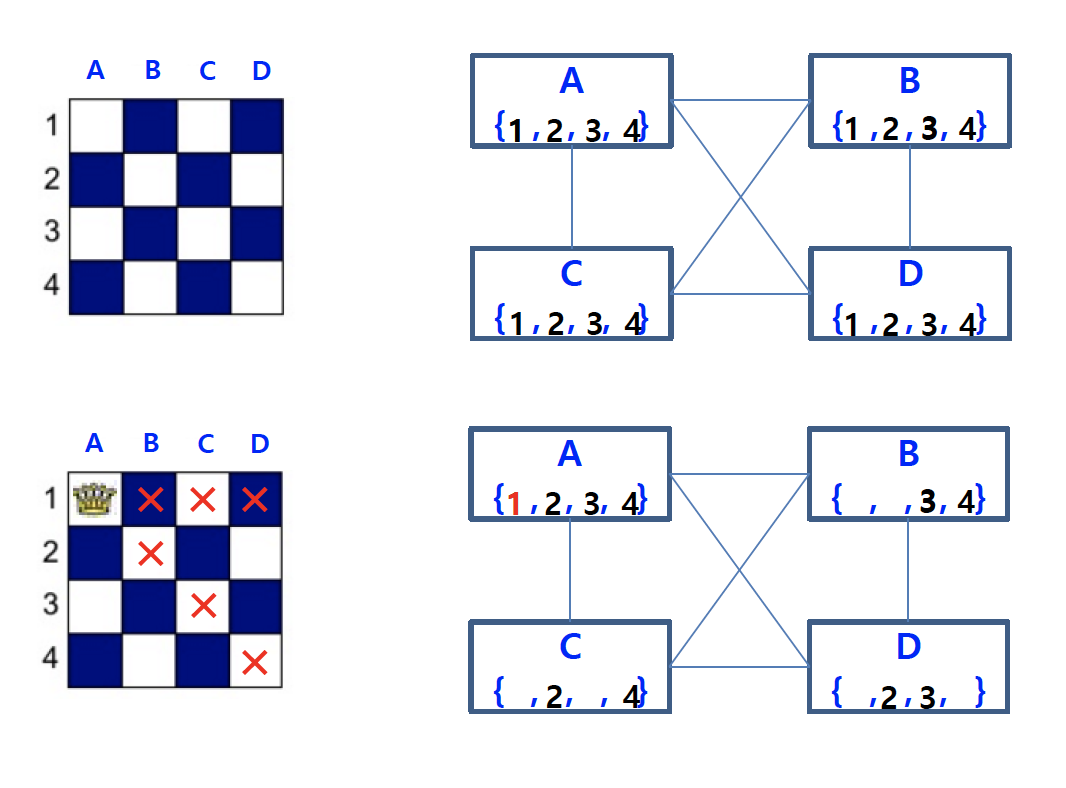 A B C D
1
2
3
4
A
{1 , 2 , 3 , 4}
B
{1 , 2 , 3 , 4}
C
{1 , 2 , 3 , 4}
D
{1 , 2 , 3 , 4}
A B C D
1
2
3
4
A
{1 , 2 , 3 , 4}
B
{ , , 3 , 4}
C
{ , 2 , , 4}
D
{ , 2 , 3 , }